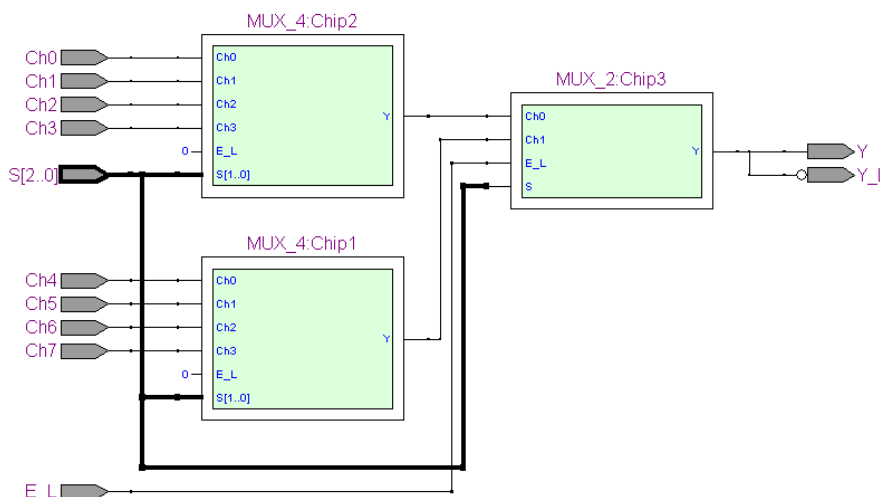 MUX_4:Chip2
Ch0
Ch1
Ch2
Ch3
S[2..0]
Ch0
Ch1
Ch2
Ch3
0
E_L
S[1..0]
Y
MUX_2:Chip3
Ch0
Ch1
E_L
S
Y
Y
Y_L
MUX_4:Chip1
Ch4
Ch5
Ch6
Ch7
Ch0
Ch1
Ch2
Ch3
0
E_L
S[1..0]
Y
E_L